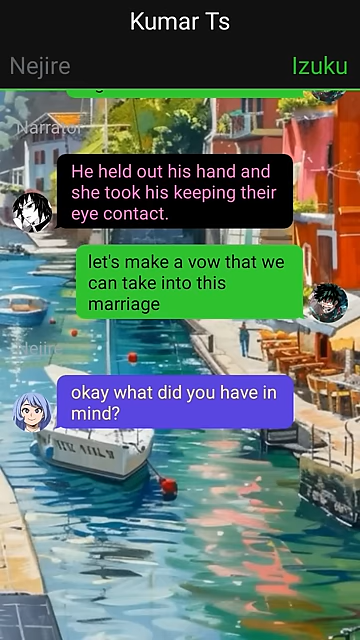 Kumar Ts
Nejire
Izuku
Narrator
He held out his hand and
she took his keeping their
eye contact.
let's make a vow that we
can take into this
marriage
Nejire
okay what did you have in
mind?